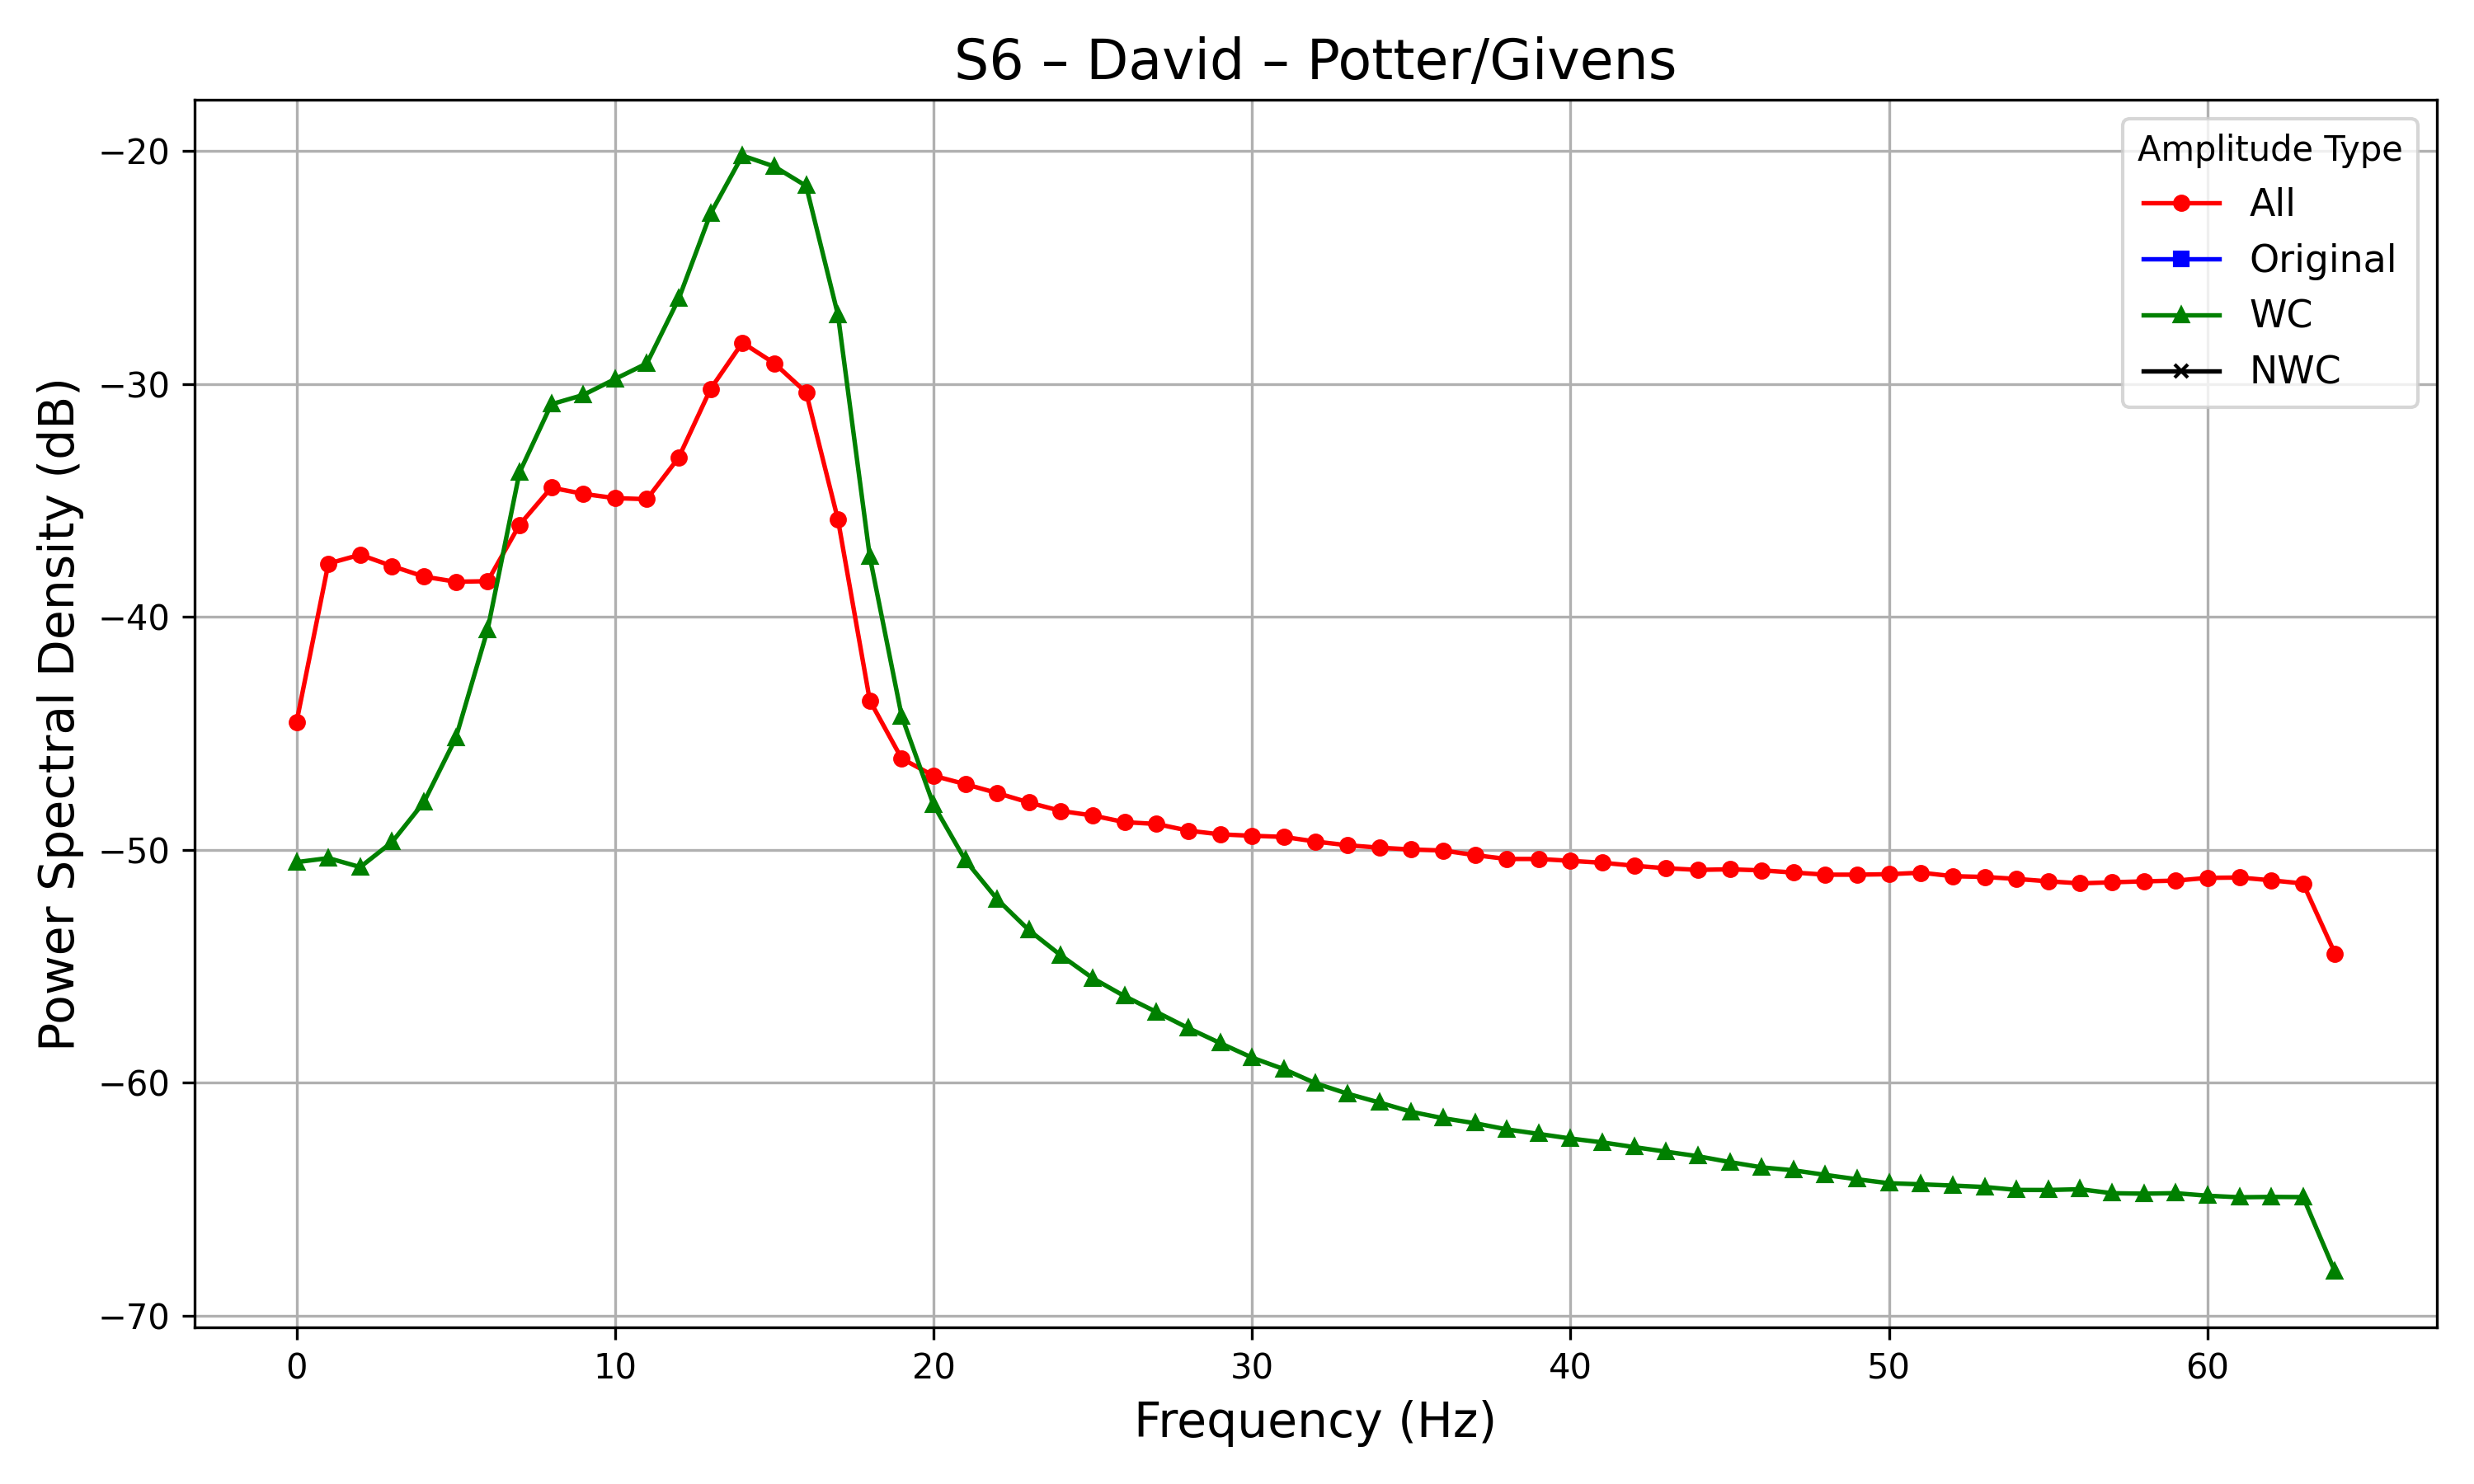 S6 – David – Potter/Givens
Power Spectral Density (dB)
−20
−30
−40
−50
−60
−70
Amplitude Type
All
Original
WC
NWC
0 10 20 30 40 50 60
Frequency (Hz)